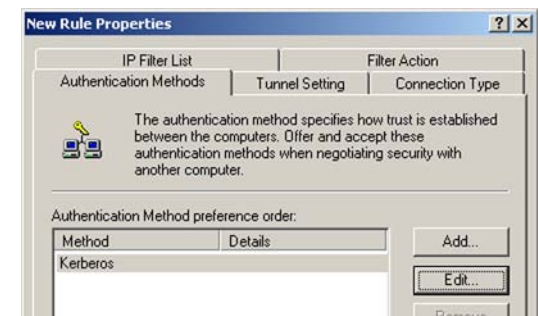 New Rule Properties
IP Filter List Filter Action
Authentication Methods Tunnel Setting Connection Type
The authentication method specifies how trust is established
between the computers. Offer and accept these
authentication methods when negotiating security with
another computer.
Authentication Method preference order:
Method Details Add...
Kerberos
Edit...
Remove